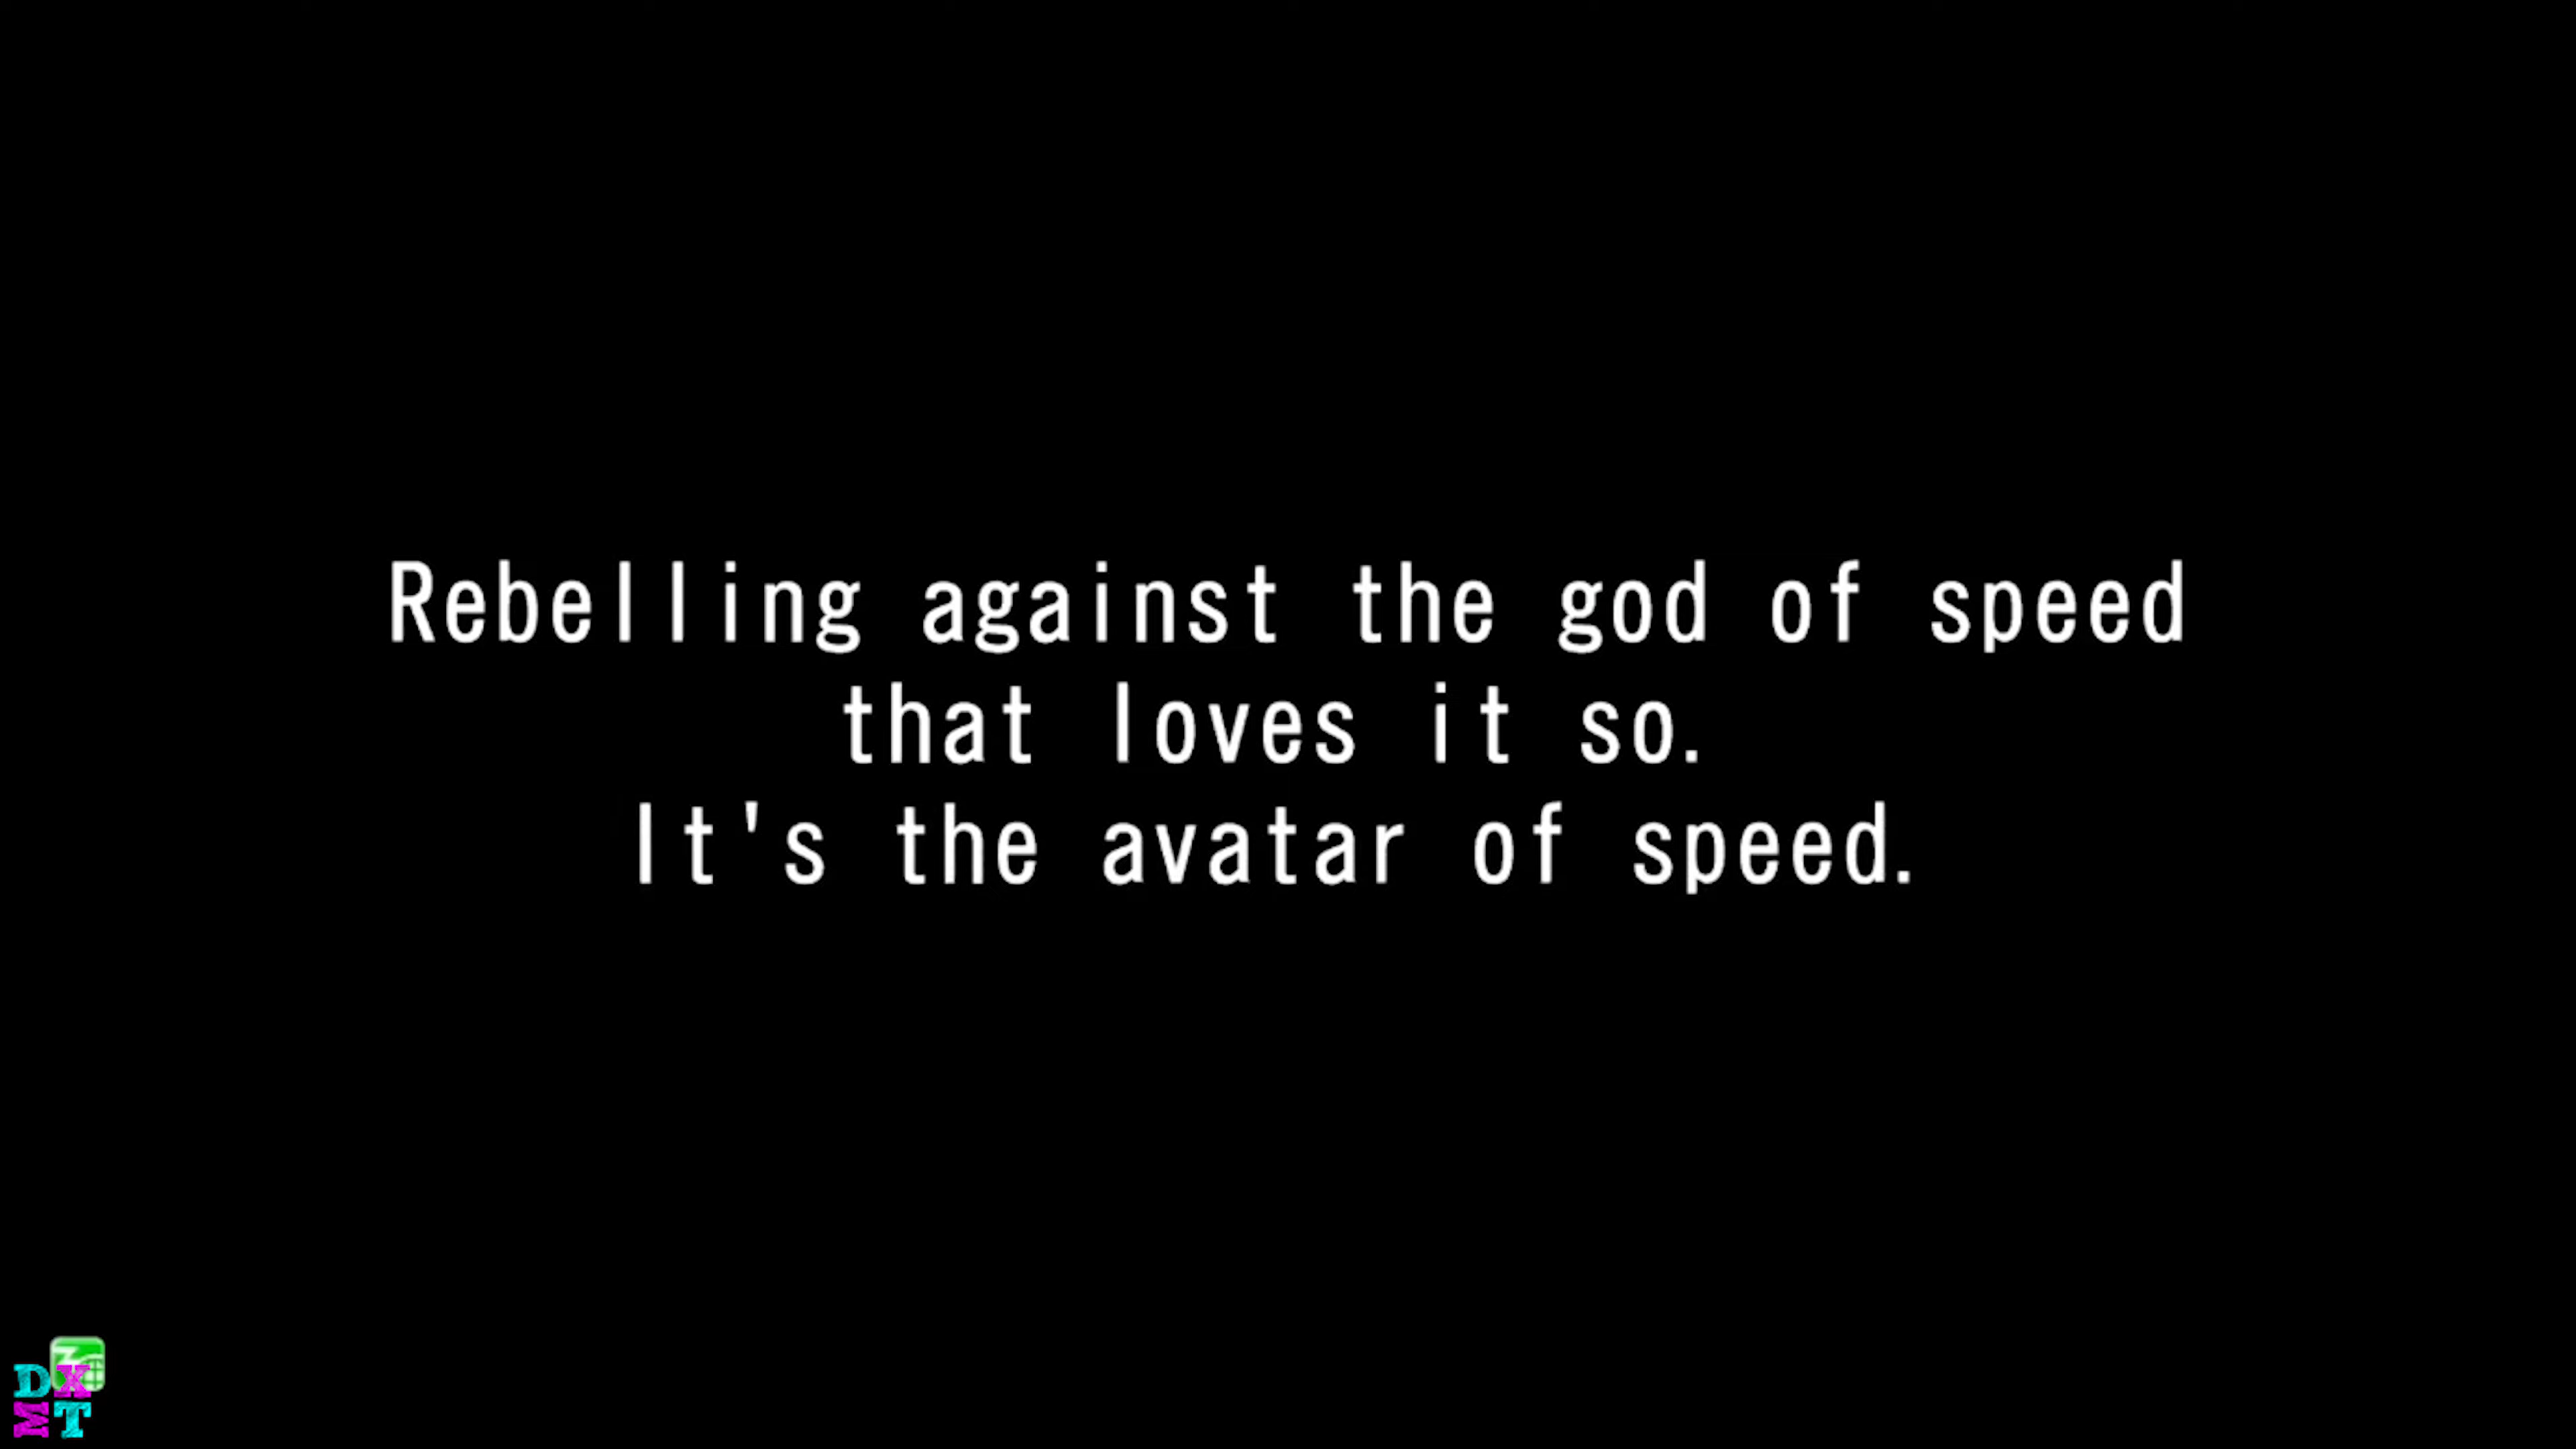 Rebelling against the god of speed
that loves it so.
It's the avatar of speed.
DX
MT